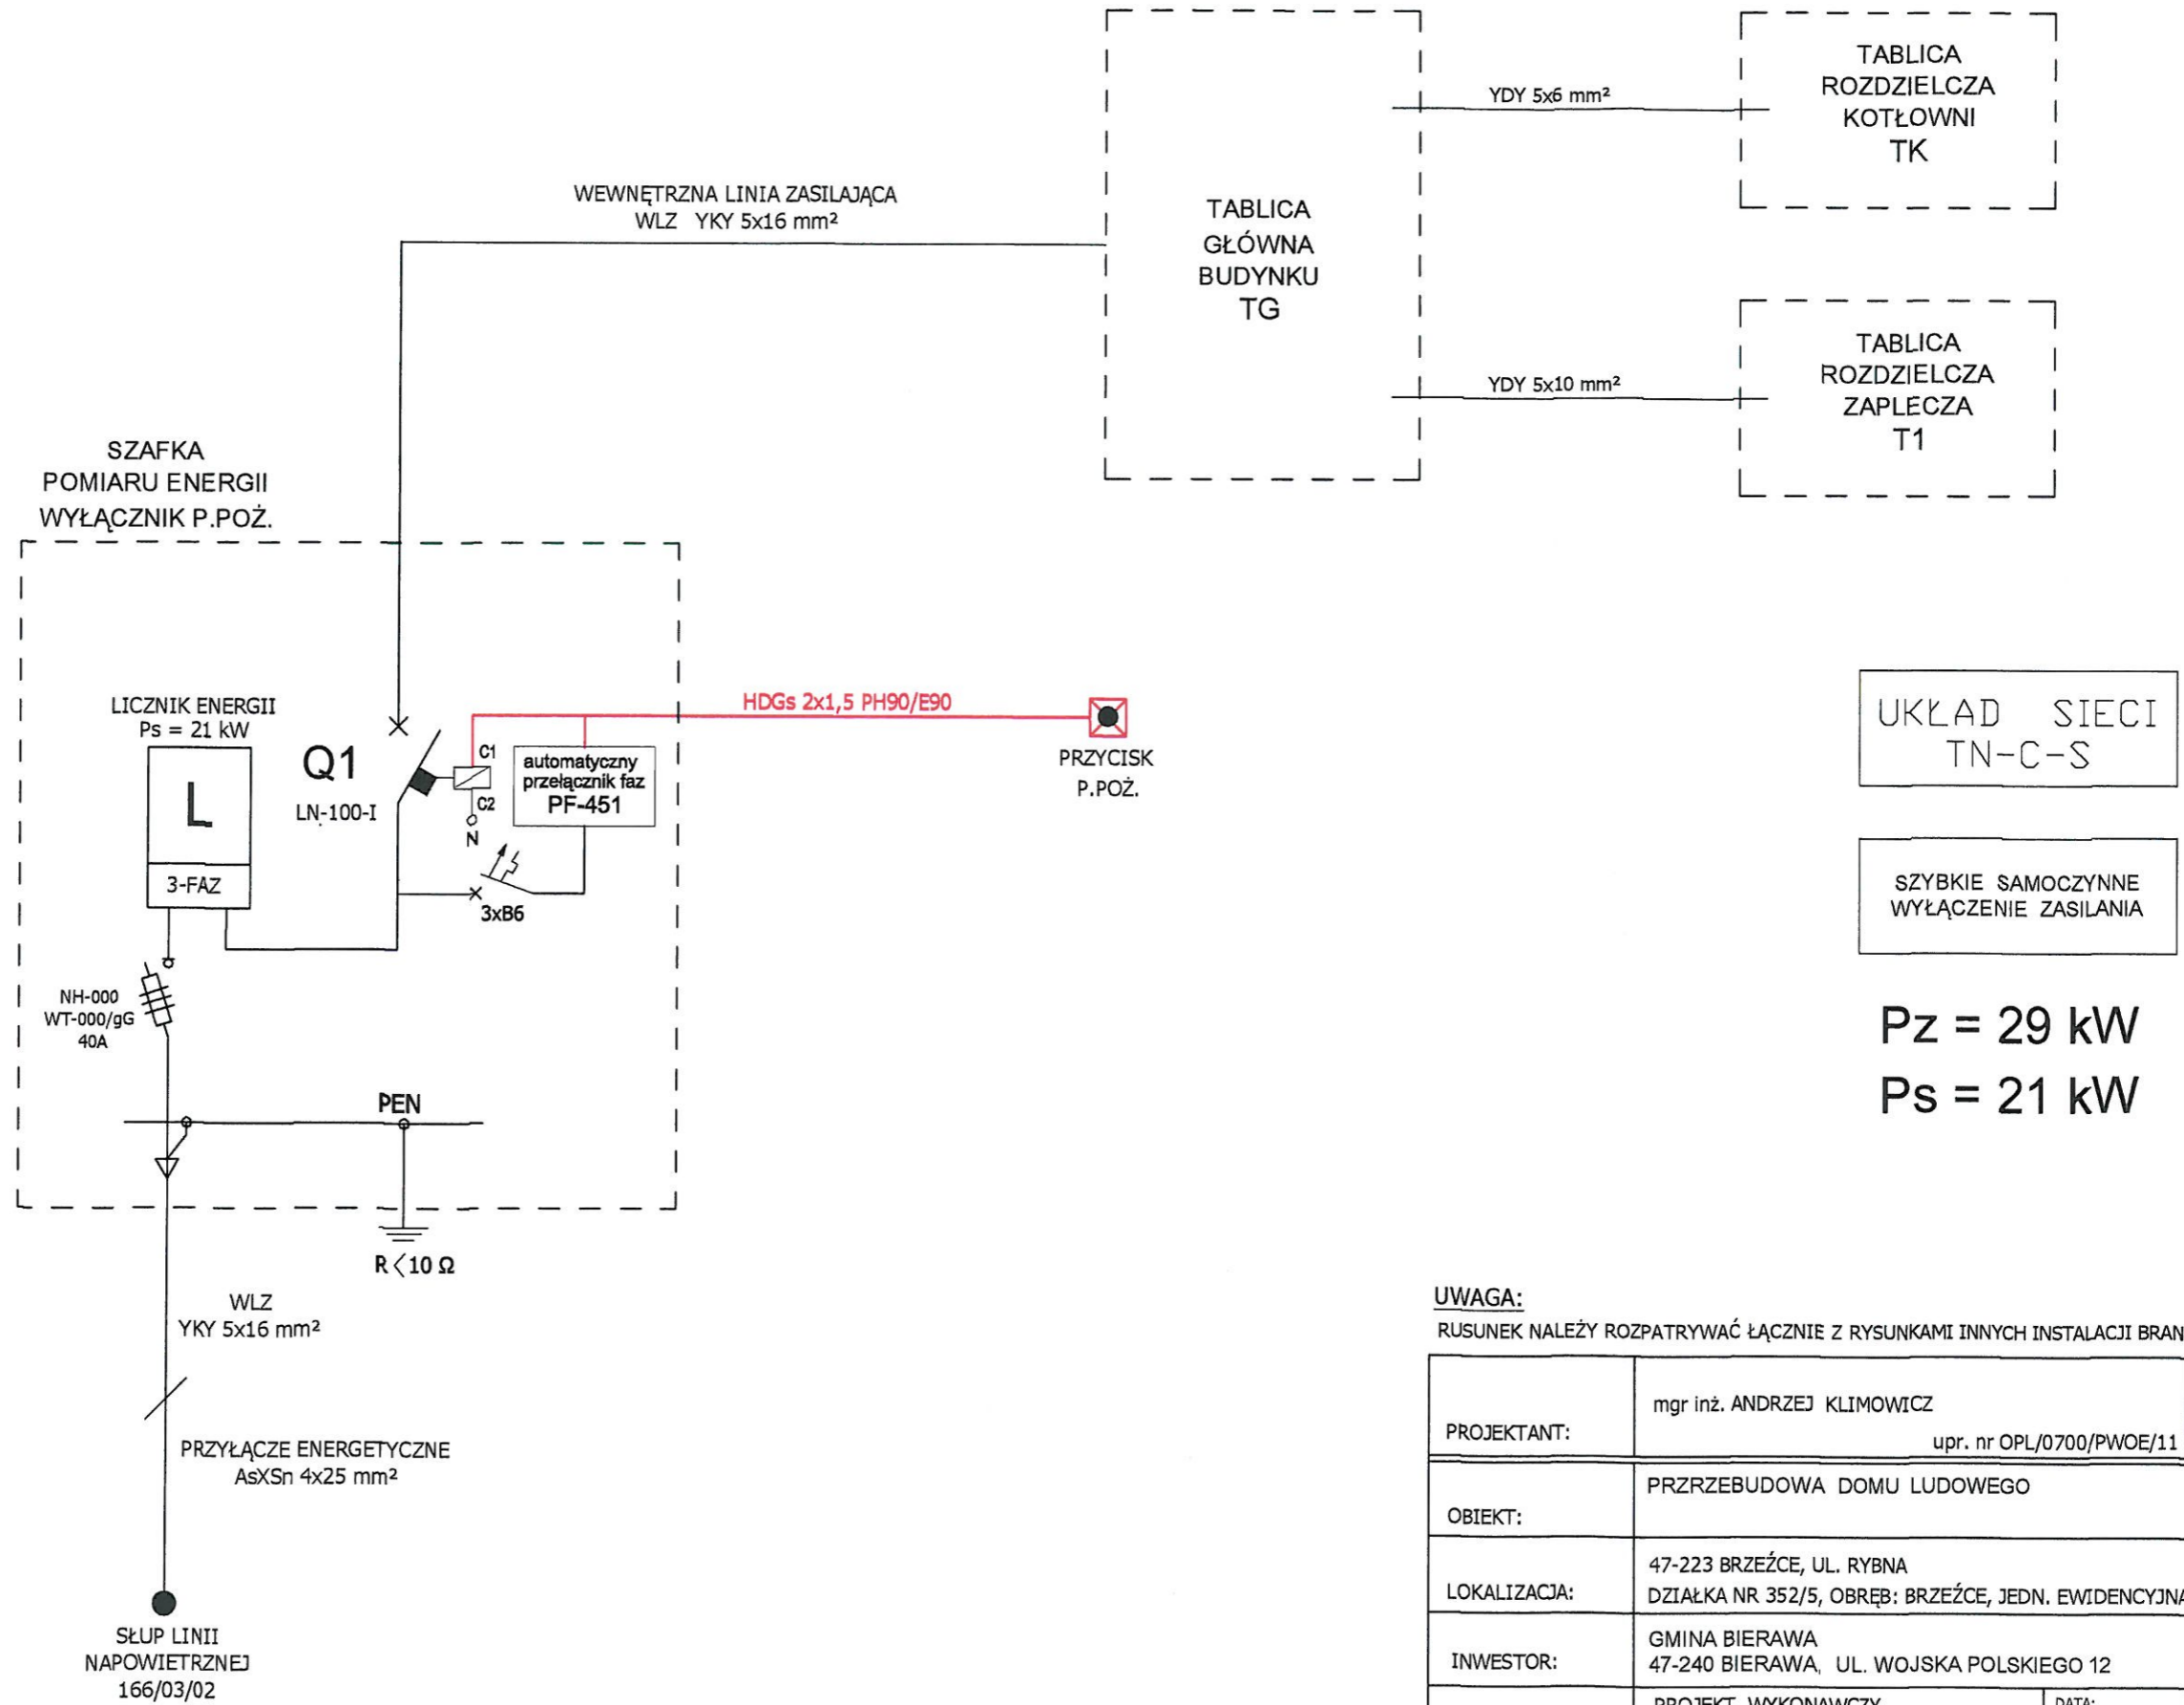 TABLICA
ROZDZIELCZA
KOTŁOWNI
TK
YDY 5x6 mm²
WEWNĘTRZNA LINIA ZASILAJĄCA
WLZ YKY 5x16 mm²
TABLICA
GŁÓWNA
BUDYNKU
TG
TABLICA
ROZDZIELCZA
ZAPLECZA
T1
YDY 5x10 mm²
SZAFKA
POMIARU ENERGII
WYŁĄCZNIK P.POŻ.
LICZNIK ENERGII
Ps = 21 kW
L
3-FAZ
Q1
LN-100-I
C1
C2
N
automatyczny
przełącznik faz
PF-451
3xB6
HDGs 2x1,5 PH90/E90
PRZYCISK
P.POŻ.
UKŁAD SIECI
TN-C-S
SZYBKIE SAMOCZYNNE
WYŁĄCZENIE ZASILANIA
Pz = 29 kW
Ps = 21 kW
NH-000
WT-000/gG
40A
PEN
R<10 Ω
WLZ
YKY 5x16 mm²
PRZYŁĄCZE ENERGETYCZNE
AsXSn 4x25 mm²
SŁUP LINII
NAPOWIETRZNEJ
166/03/02
UWAGA:
RUSUNEK NALEŻY ROZPATRYWAĆ ŁĄCZNIE Z RYSUNKAMI INNYCH INSTALACJI BRAN
PROJEKTANT:
mgr inż. ANDRZEJ KLIMOWICZ
upr. nr OPL/0700/PWOE/11
OBIEKT:
PRZRZEBUDOWA DOMU LUDOWEGO
LOKALIZACJA:
47-223 BRZEŹCE, UL. RYBNA
DZIAŁKA NR 352/5, OBRĘB: BRZEŹCE, JEDN. EWIDENCYJNA
INWESTOR:
GMINA BIERAWA
47-240 BIERAWA, UL. WOJSKA POLSKIEGO 12
PROJEKT WYKONAWCZY
DATA: